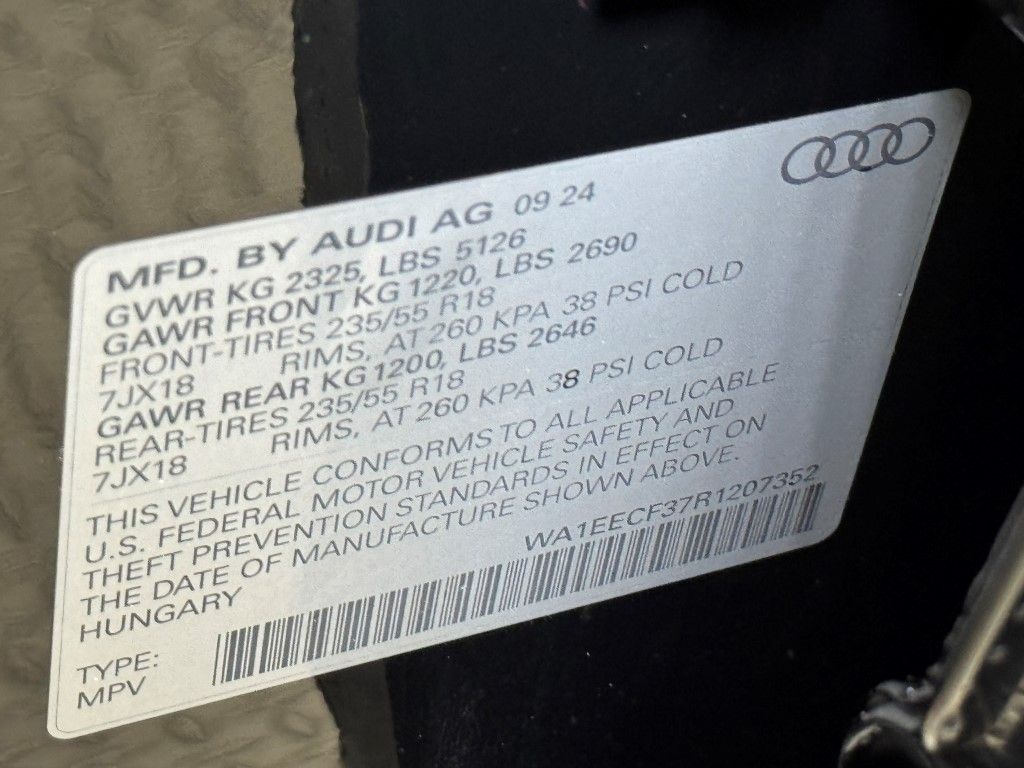 MFD. BY AUDI AG 09 24
GVWR KG 2325, LBS 5126
GAWR FRONT KG 1220, LBS 2690
FRONT-TIRES 235/55 R18
7JX18 RIMS, AT 260 KPA 38 PSI COLD
GAWR REAR KG 1200, LBS 2646
REAR-TIRES 235/55 R18
7JX18 RIMS, AT 260 KPA 38 PSI COLD
THIS VEHICLE CONFORMS TO ALL APPLICABLE
U.S. FEDERAL MOTOR VEHICLE SAFETY AND
THEFT PREVENTION STANDARDS IN EFFECT ON
THE DATE OF MANUFACTURE SHOWN ABOVE.
HUNGARY WA1EECF37R1207352
TYPE:
MPV